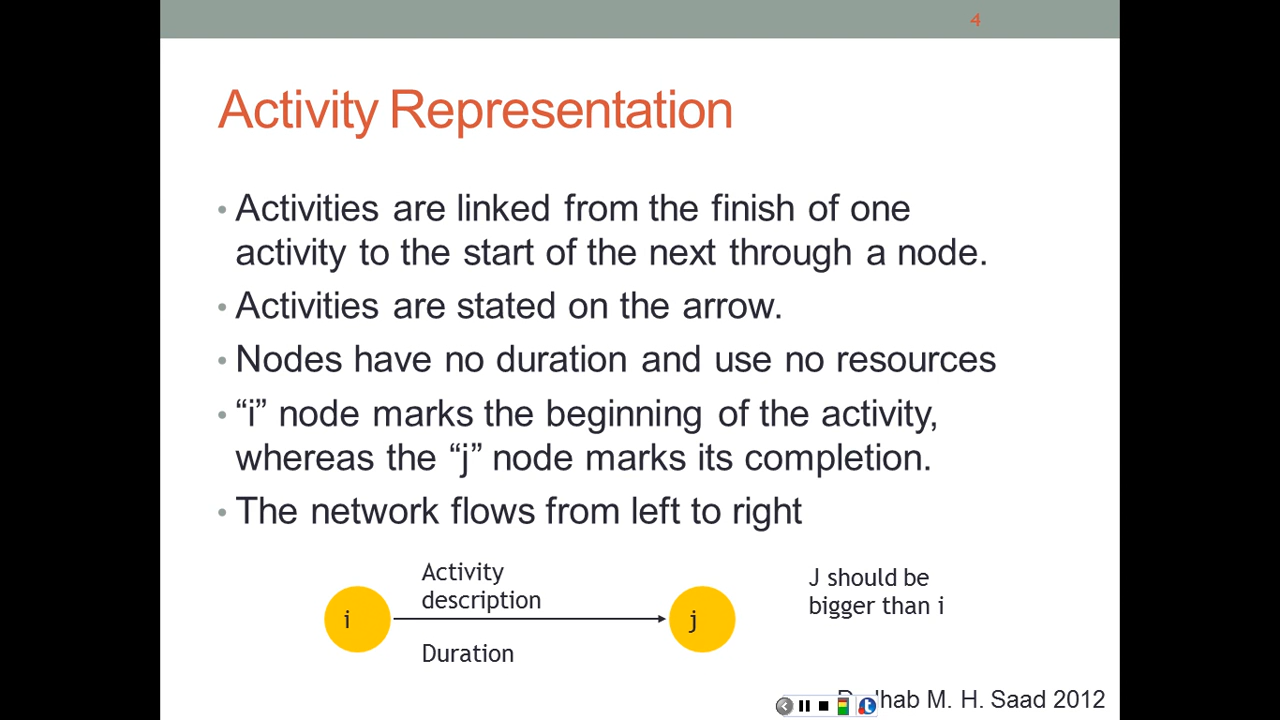 4
Activity Representation
• Activities are linked from the finish of one
activity to the start of the next through a node.
• Activities are stated on the arrow.
• Nodes have no duration and use no resources
• “i” node marks the beginning of the activity,
whereas the “j” node marks its completion.
• The network flows from left to right
Activity
description
i
j
Duration
J should be
bigger than i
M. H. Saad 2012